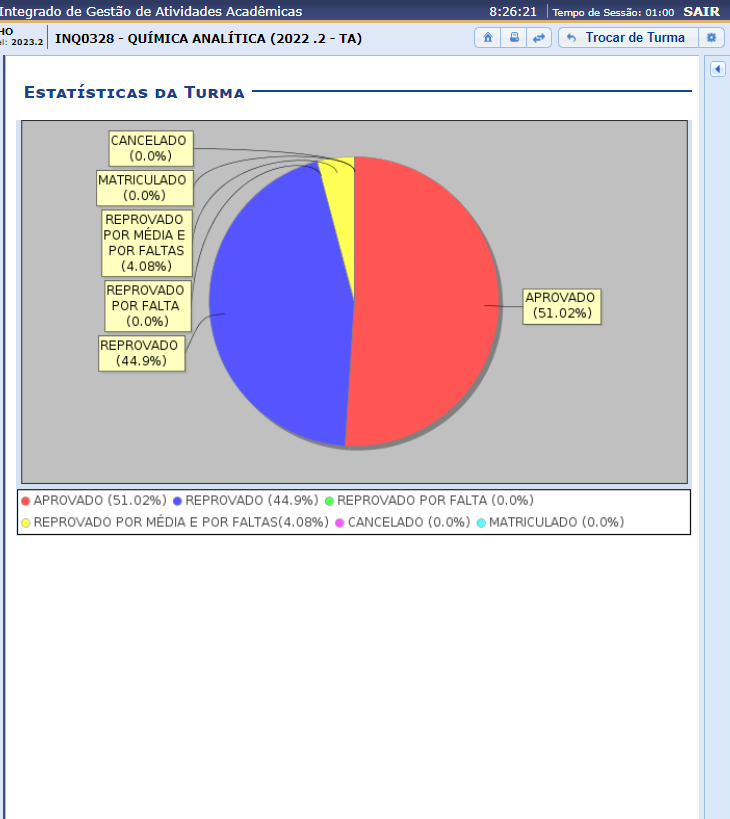 Integrado de Gestão de Atividades Acadêmicas 8:26:21 Tempo de Sessão: 01:00 SAIR
2023.2
INQ0328 - QUÍMICA ANALÍTICA (2022 .2 - TA) Trocar de Turma
ESTATÍSTICAS DA TURMA
CANCELADO
(0.0%)
MATRICULADO
(0.0%)
REPROVADO
POR MÉDIA E
POR FALTAS
(4.08%)
REPROVADO
POR FALTA
(0.0%)
REPROVADO
(44.9%)
APROVADO
(51.02%)
APROVADO (51.02%) REPROVADO (44.9%) REPROVADO POR FALTA (0.0%)
REPROVADO POR MÉDIA E POR FALTAS(4.08%) CANCELADO (0.0%) MATRICULADO (0.0%)